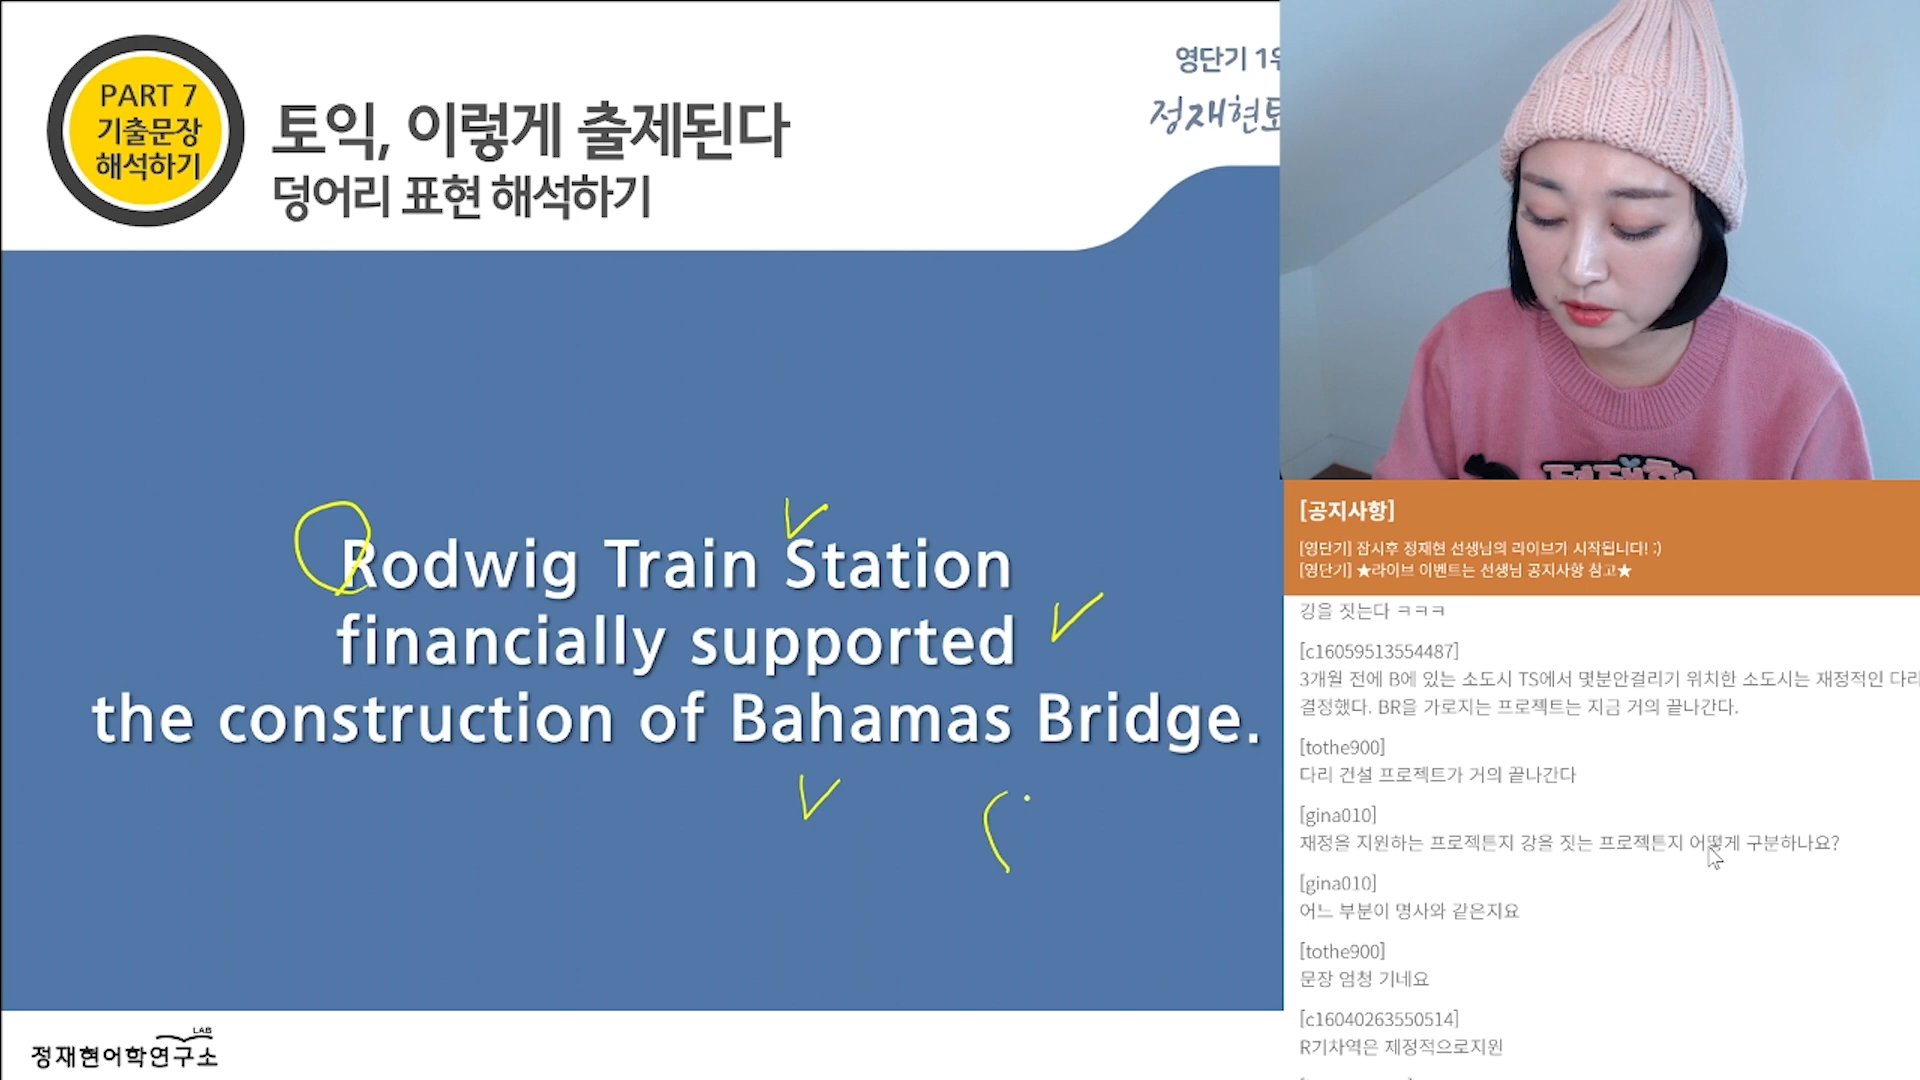 PART 7
기출문장
해석하기
토익, 이렇게 출제된다
덩어리 표현 해석하기
영단기 1위
정재현토
Rodwig Train Station
financially supported
the construction of Bahamas Bridge.
LAB
정재현어학연구소
[공지사항]
[영단기] 잠시후 정재현 선생님의 라이브가 시작됩니다! :)
[영단기] ★라이브 이벤트는 선생님 공지사항 참고★
강을 짓는다 ㅋㅋㅋ
[c16059513554487]
3개월 전에 B에 있는 소도시 TS에서 몇분안걸리기 위치한 소도시는 재정적인 다리
결정했다. BR을 가로지는 프로젝트는 지금 거의 끝나간다.
[tothe900]
다리 건설 프로젝트가 거의 끝나간다
[gina010]
재정을 지원하는 프로젝튼지 강을 짓는 프로젝튼지 어떻게 구분하나요?
[gina010]
어느 부분이 명사와 같은지요
[tothe900]
문장 엄청 기네요
[c16040263550514]
R기차역은 제정적으로지원